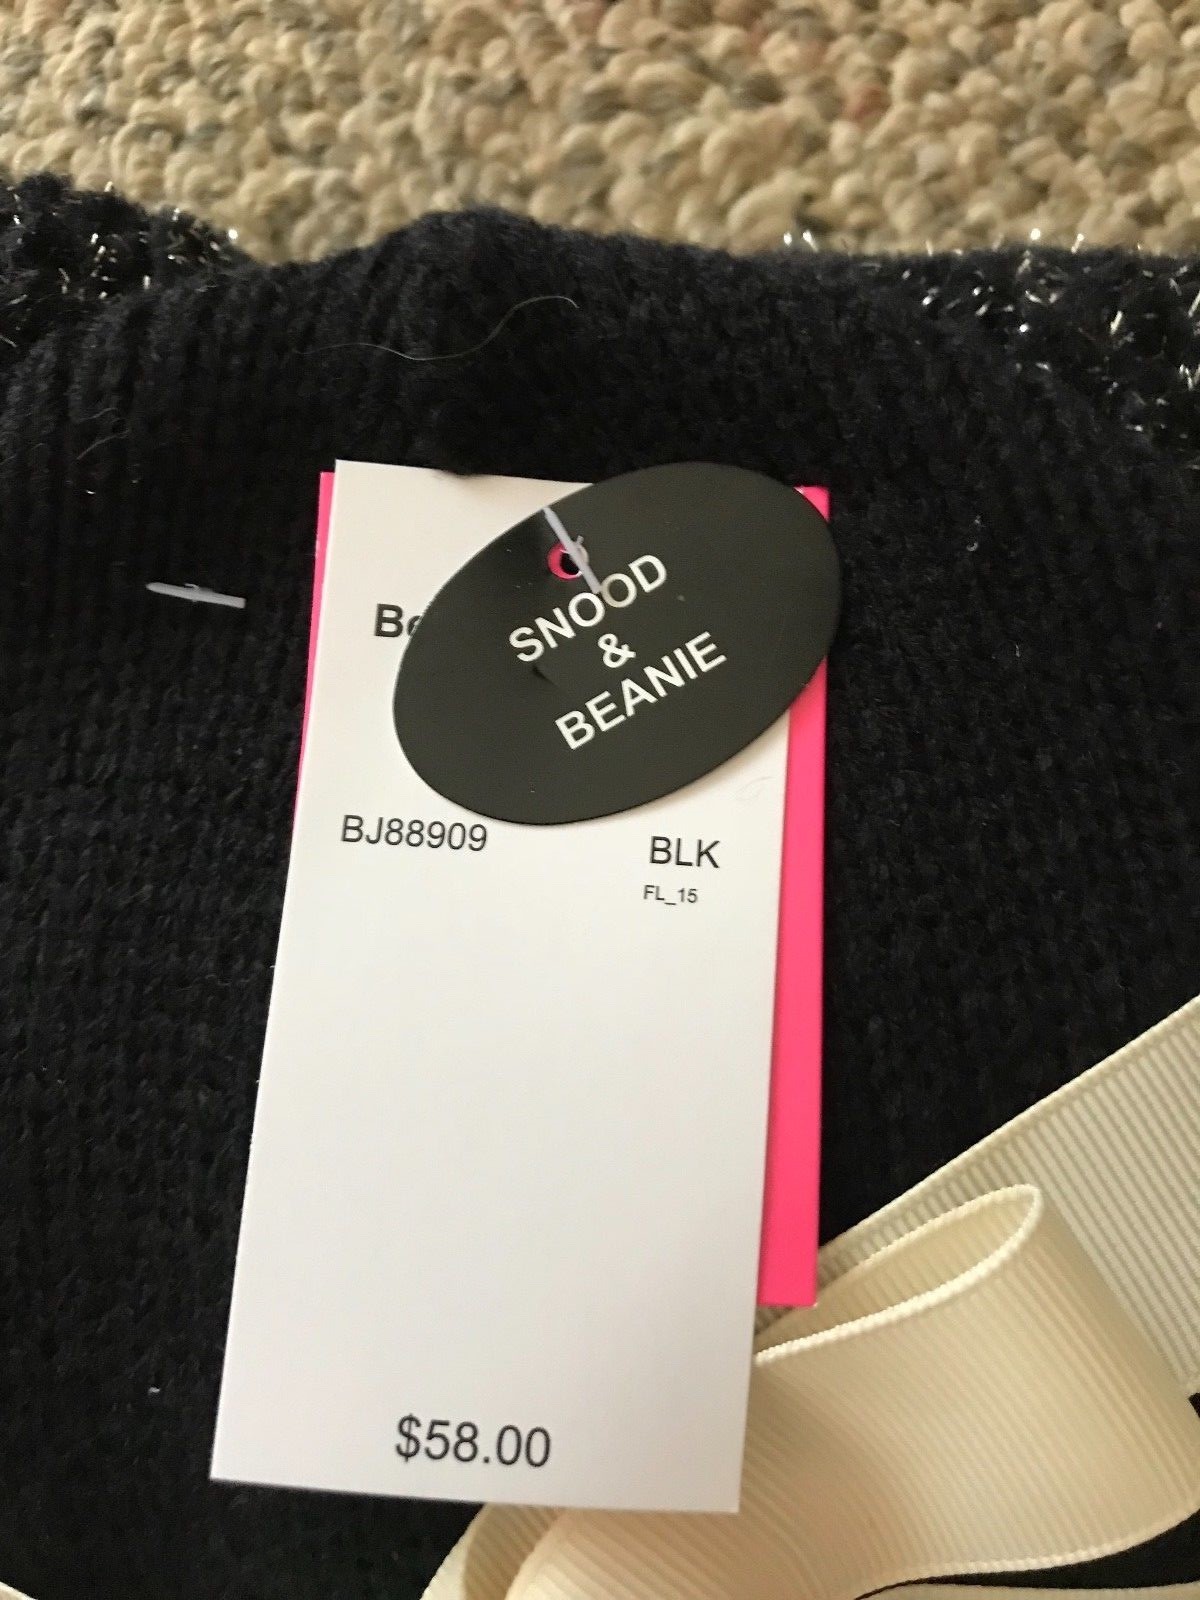 SNOOD
&
BEANIE
BJ88909
BLK
FL_15
$58.00